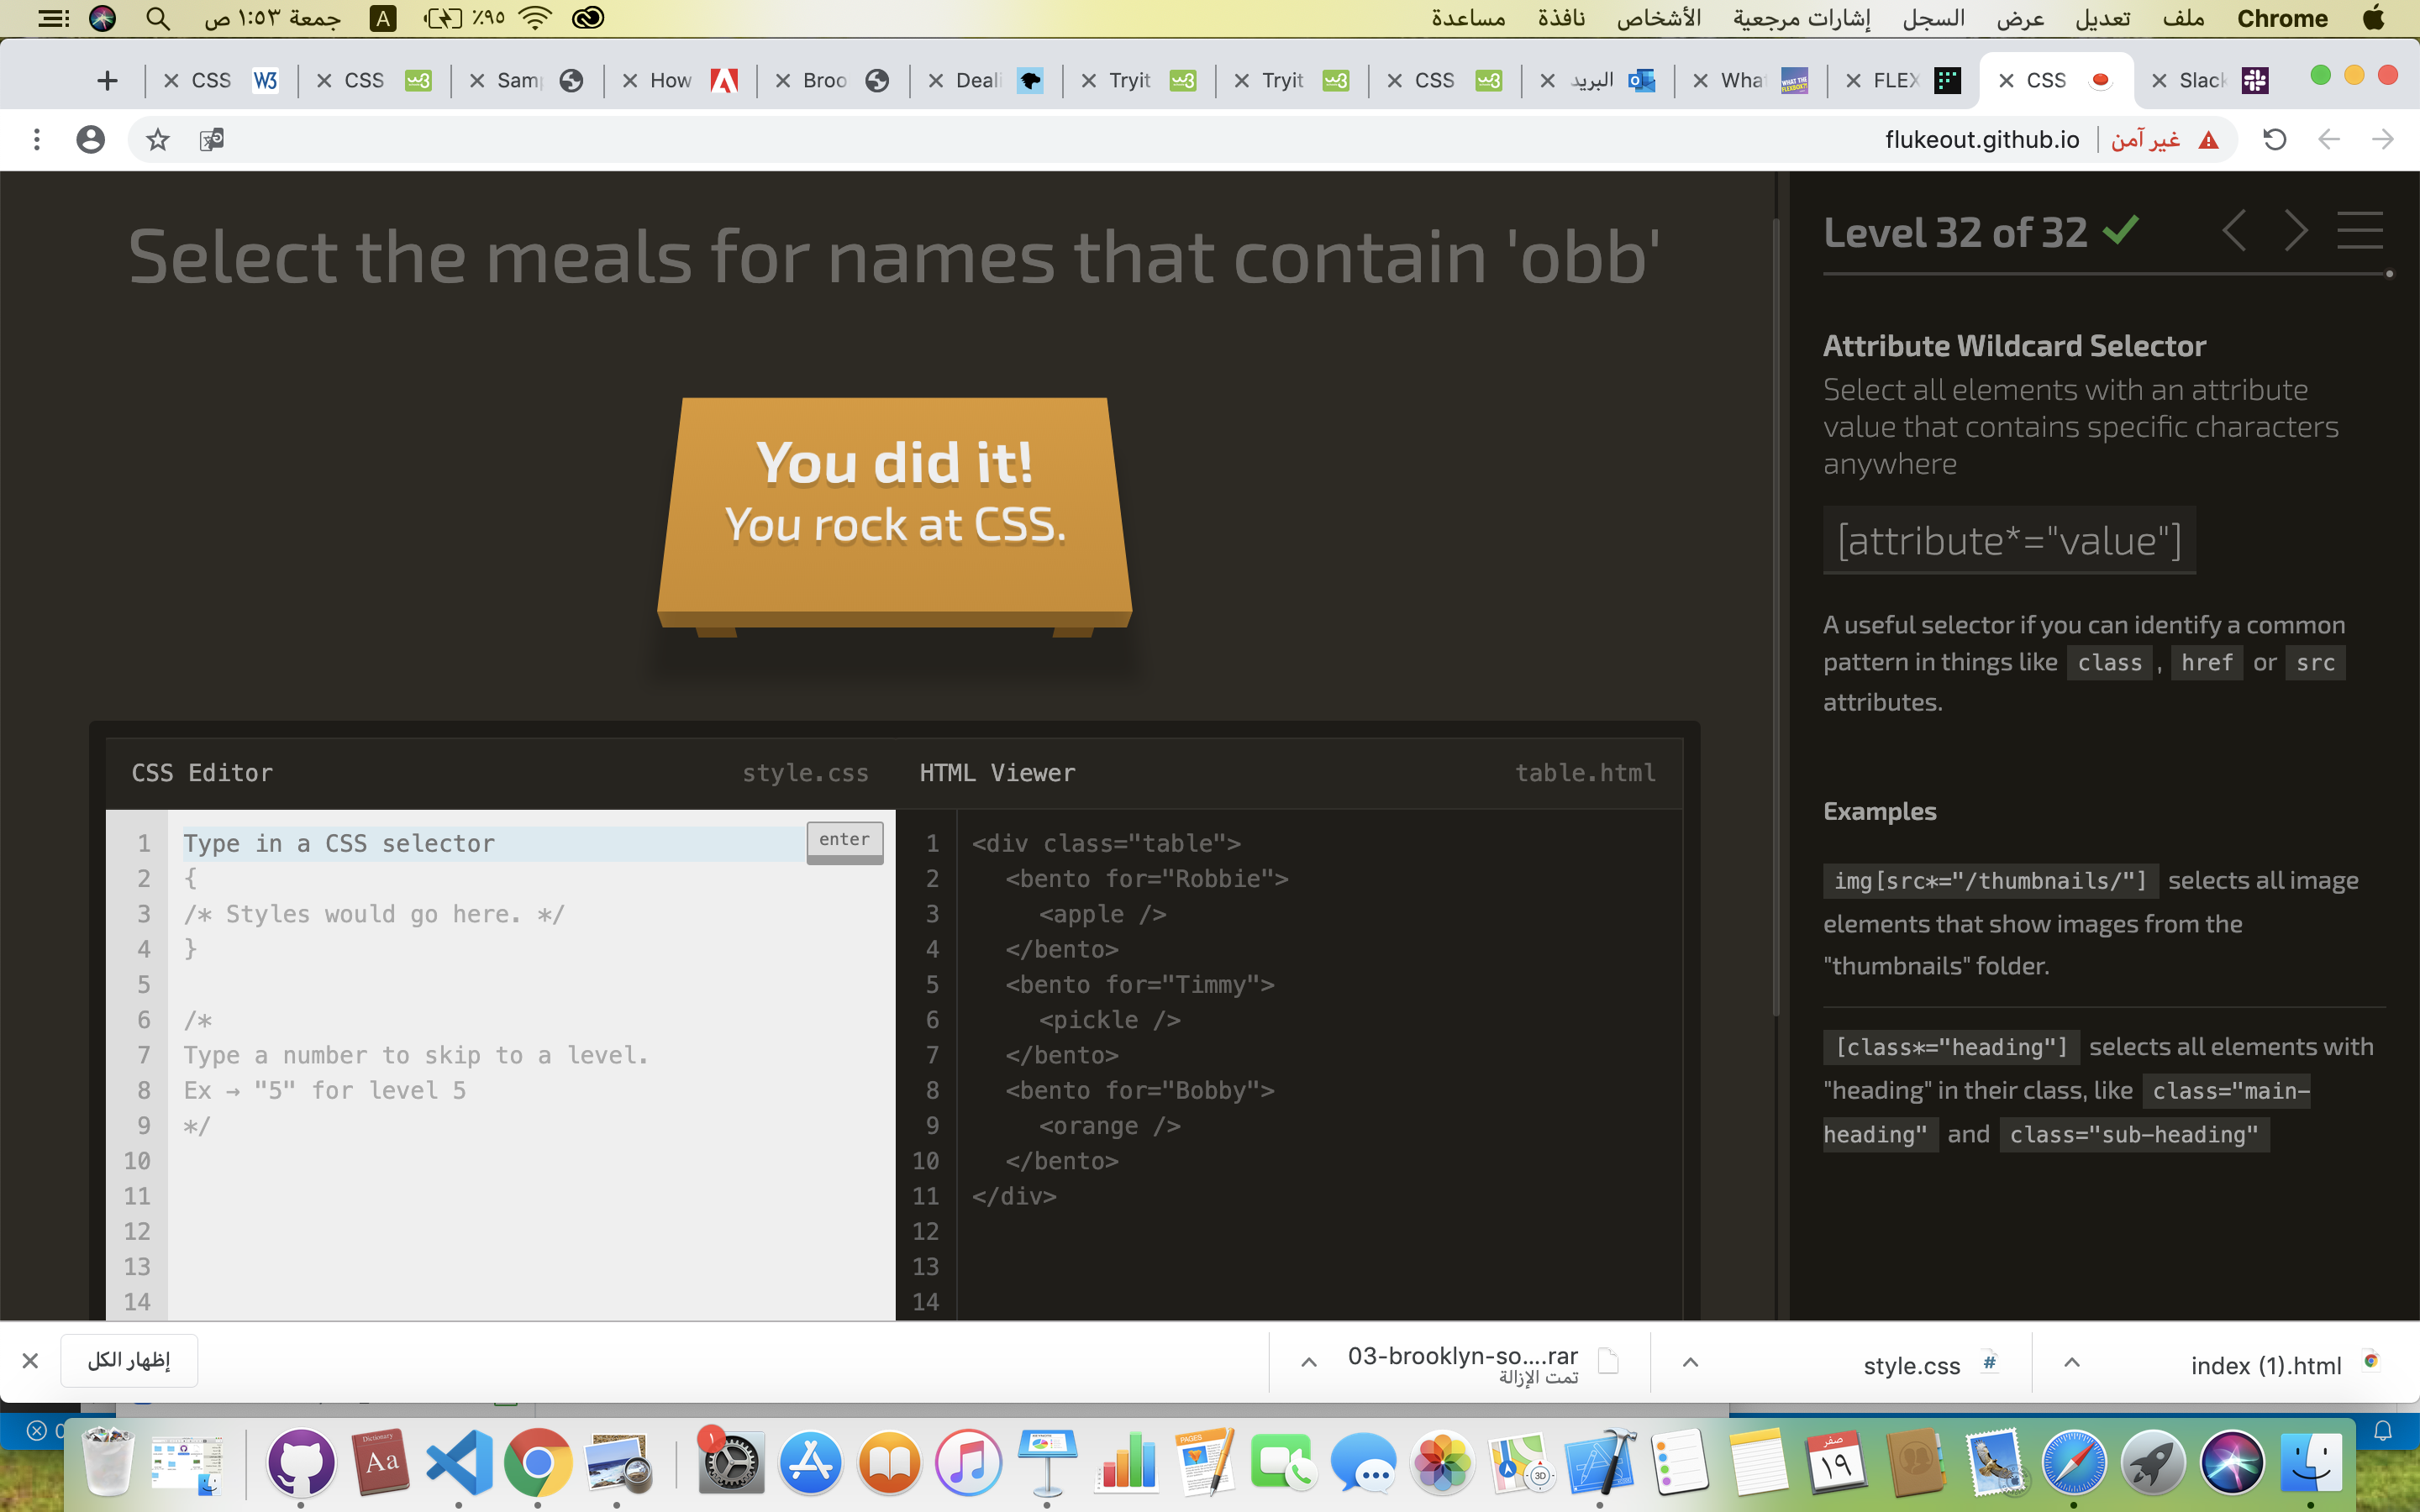 Chrome ملف تعديل عرض السجل إشارات مرجعية الأشخاص نافذة مساعدة
٩٥٪ A جمعة ١:٥٣ ص
Slack
CSS
FLEX
What
البريد
CSS
Tryit
Tryit
Deali
Broo
How
Sam
CSS
CSS
غير آمن flukeout.github.io
Select the meals for names that contain 'obb'
You did it!
You rock at CSS.
CSS Editor style.css
1 Type in a CSS selector enter
2 {
3 /* Styles would go here. */
4 }
5
6 /*
7 Type a number to skip to a level.
8 Ex → "5" for level 5
9 */
10
11
12
13
14
HTML Viewer table.html
1 <div class="table">
2 <bento for="Robbie">
3 <apple />
4 </bento>
5 <bento for="Timmy">
6 <pickle />
7 </bento>
8 <bento for="Bobby">
9 <orange />
10 </bento>
11 </div>
12
13
14
Level 32 of 32
Attribute Wildcard Selector
Select all elements with an attribute
value that contains specific characters
anywhere
[attribute*="value"]
A useful selector if you can identify a common
pattern in things like class , href or src
attributes.
Examples
img[src*="/thumbnails/"] selects all image
elements that show images from the
"thumbnails" folder.
[class*="heading"] selects all elements with
"heading" in their class, like class="main-
heading" and class="sub-heading"
index (1).html
style.css
03-brooklyn-so....rar
تمت الإزالة
إظهار الكل
Dictionary
Aa
١
PAGES
3D
صفر
١٩